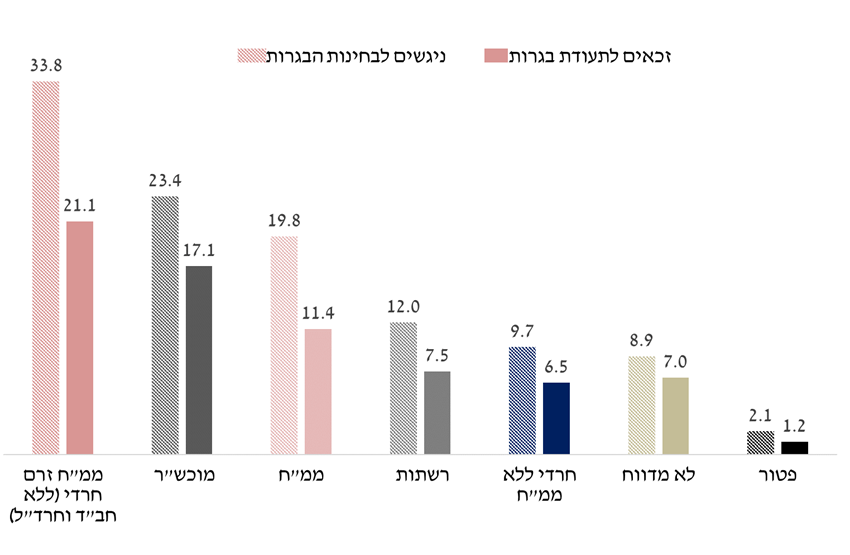 ניגשים לבחינות הבגרות
זכאים לתעודת בגרות
33.8
21.1
23.4
17.1
19.8
11.4
12.0
7.5
9.7
6.5
8.9
7.0
2.1
1.2
ממ"ח זרם
חרדי (ללא
חב"ד וחרד"ל)
מוכש"ר
ממ"ח
רשתות
חרדי ללא
ממ"ח
לא מדווח
פטור